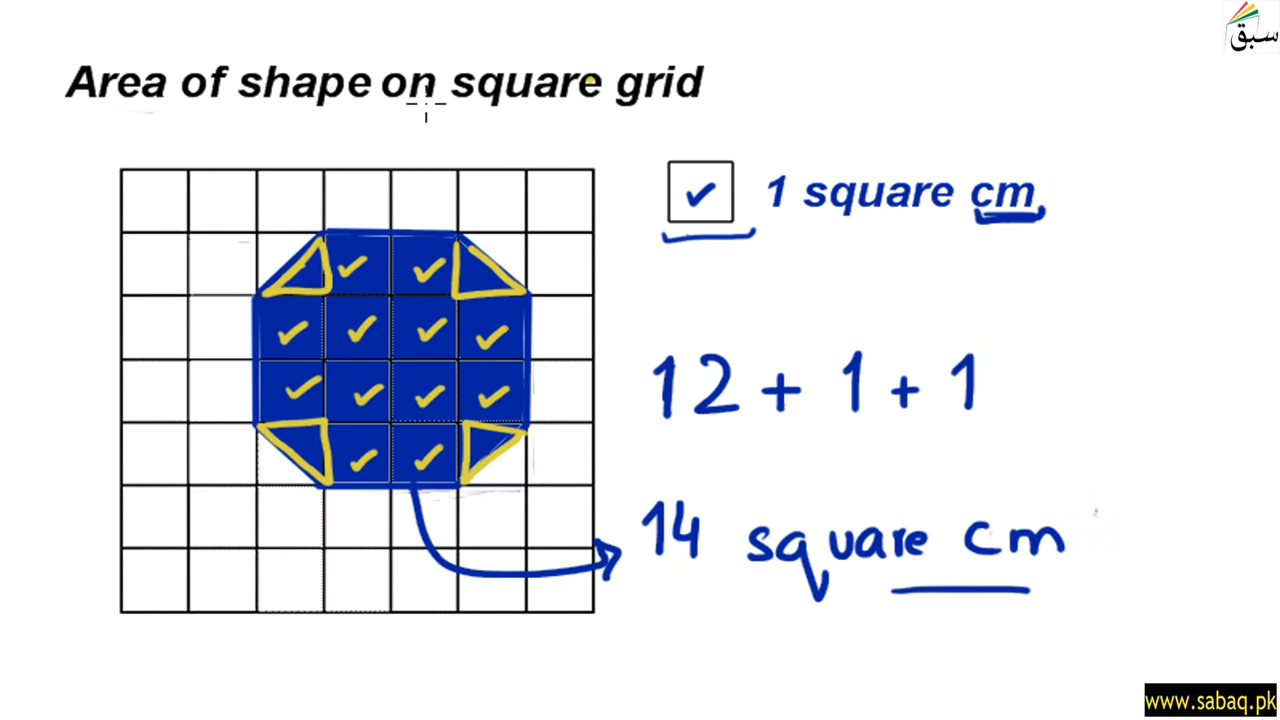 سبق
Area of shape on square grid
1 square cm
12 + 1 + 1
14 square cm
www.sabaq.pk